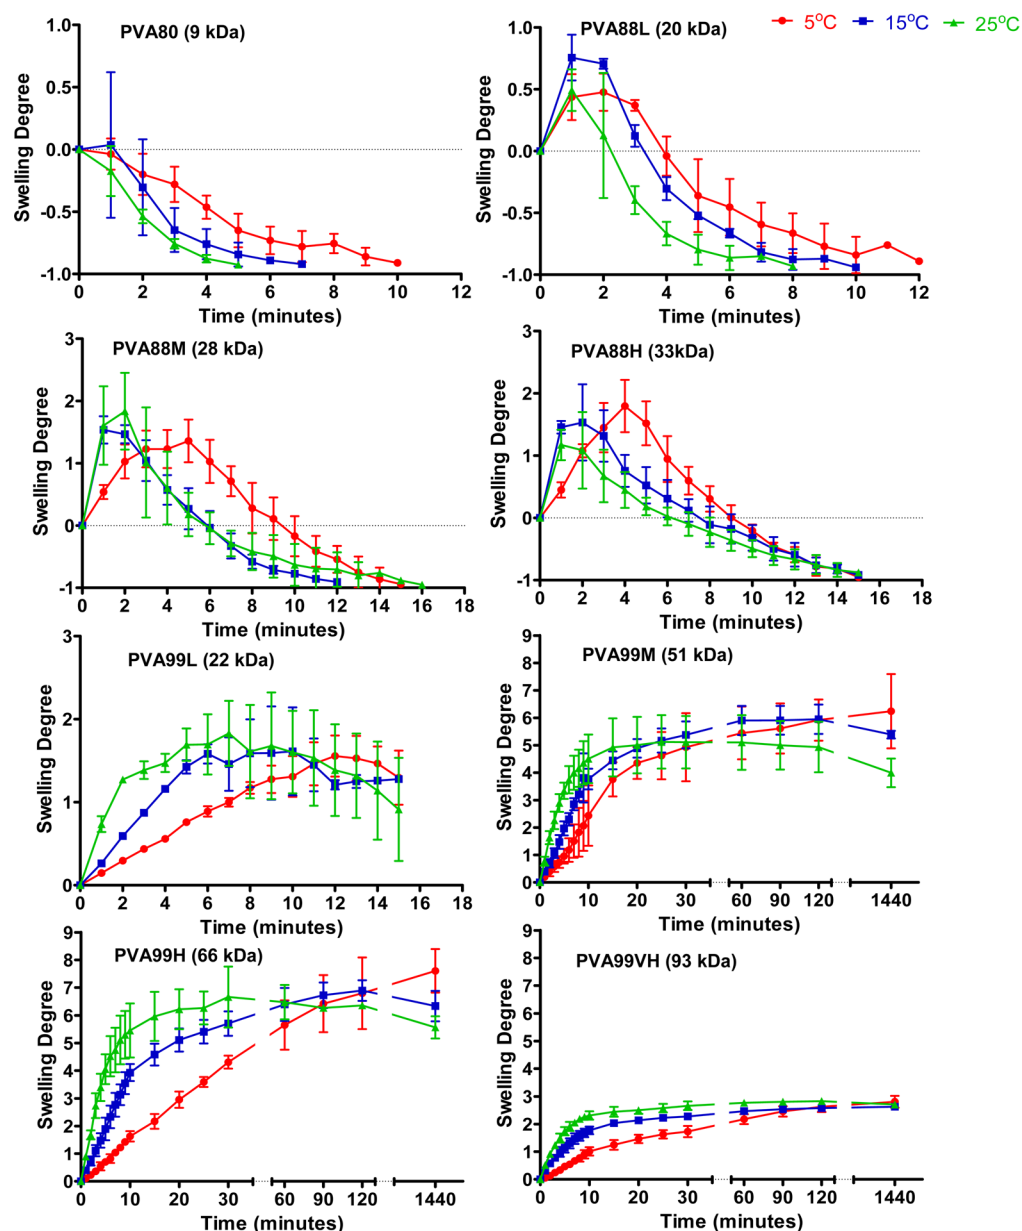 5°C 15°C 25°C
PVA80 (9 kDa)
Swelling Degree
1.0
0.5
0.0
-0.5
-1.0
0 2 4 6 8 10 12
Time (minutes)
PVA88L (20 kDa)
Swelling Degree
1.0
0.5
0.0
-0.5
-1.0
0 2 4 6 8 10 12
Time (minutes)
PVA88M (28 kDa)
Swelling Degree
3
2
1
0
-1
0 2 4 6 8 10 12 14 16 18
Time (minutes)
PVA88H (33kDa)
Swelling Degree
3
2
1
0
-1
0 2 4 6 8 10 12 14 16 18
Time (minutes)
PVA99L (22 kDa)
Swelling Degree
3
2
1
0
0 2 4 6 8 10 12 14 16 18
Time (minutes)
PVA99M (51 kDa)
Swelling Degree
9
8
7
6
5
4
3
2
1
0
0 10 20 30 60 90 120 1440
Time (minutes)
PVA99H (66 kDa)
Swelling Degree
9
8
7
6
5
4
3
2
1
0
0 10 20 30 60 90 120 1440
Time (minutes)
PVA99VH (93 kDa)
Swelling Degree
9
8
7
6
5
4
3
2
1
0
0 10 20 30 60 90 120 1440
Time (minutes)